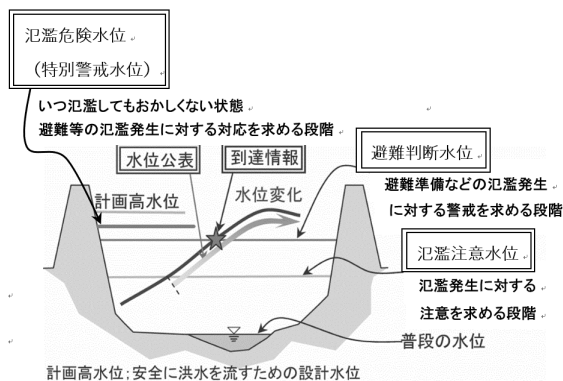 氾濫危険水位
（特別警戒水位）
いつ氾濫してもおかしくない状態
避難等の氾濫発生に対する対応を求める段階
水位公表
到達情報
避難判断水位
避難準備などの氾濫発生
に対する警戒を求める段階
計画高水位
水位変化
氾濫注意水位
氾濫発生に対する
注意を求める段階
普段の水位
計画高水位;安全に洪水を流すための設計水位